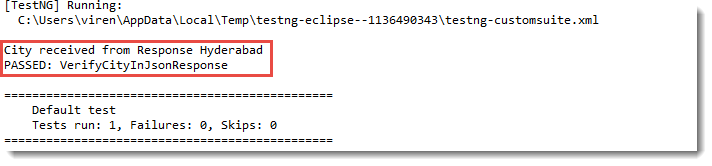 [TestNG] Running:
C:\Users\viren\AppData\Local\Temp\testng-eclipse--1136490343\testng-customsuite.xml
City received from Response Hyderabad
PASSED: VerifyCityInJsonResponse
===============================================
Default test
Tests run: 1, Failures: 0, Skips: 0
===============================================